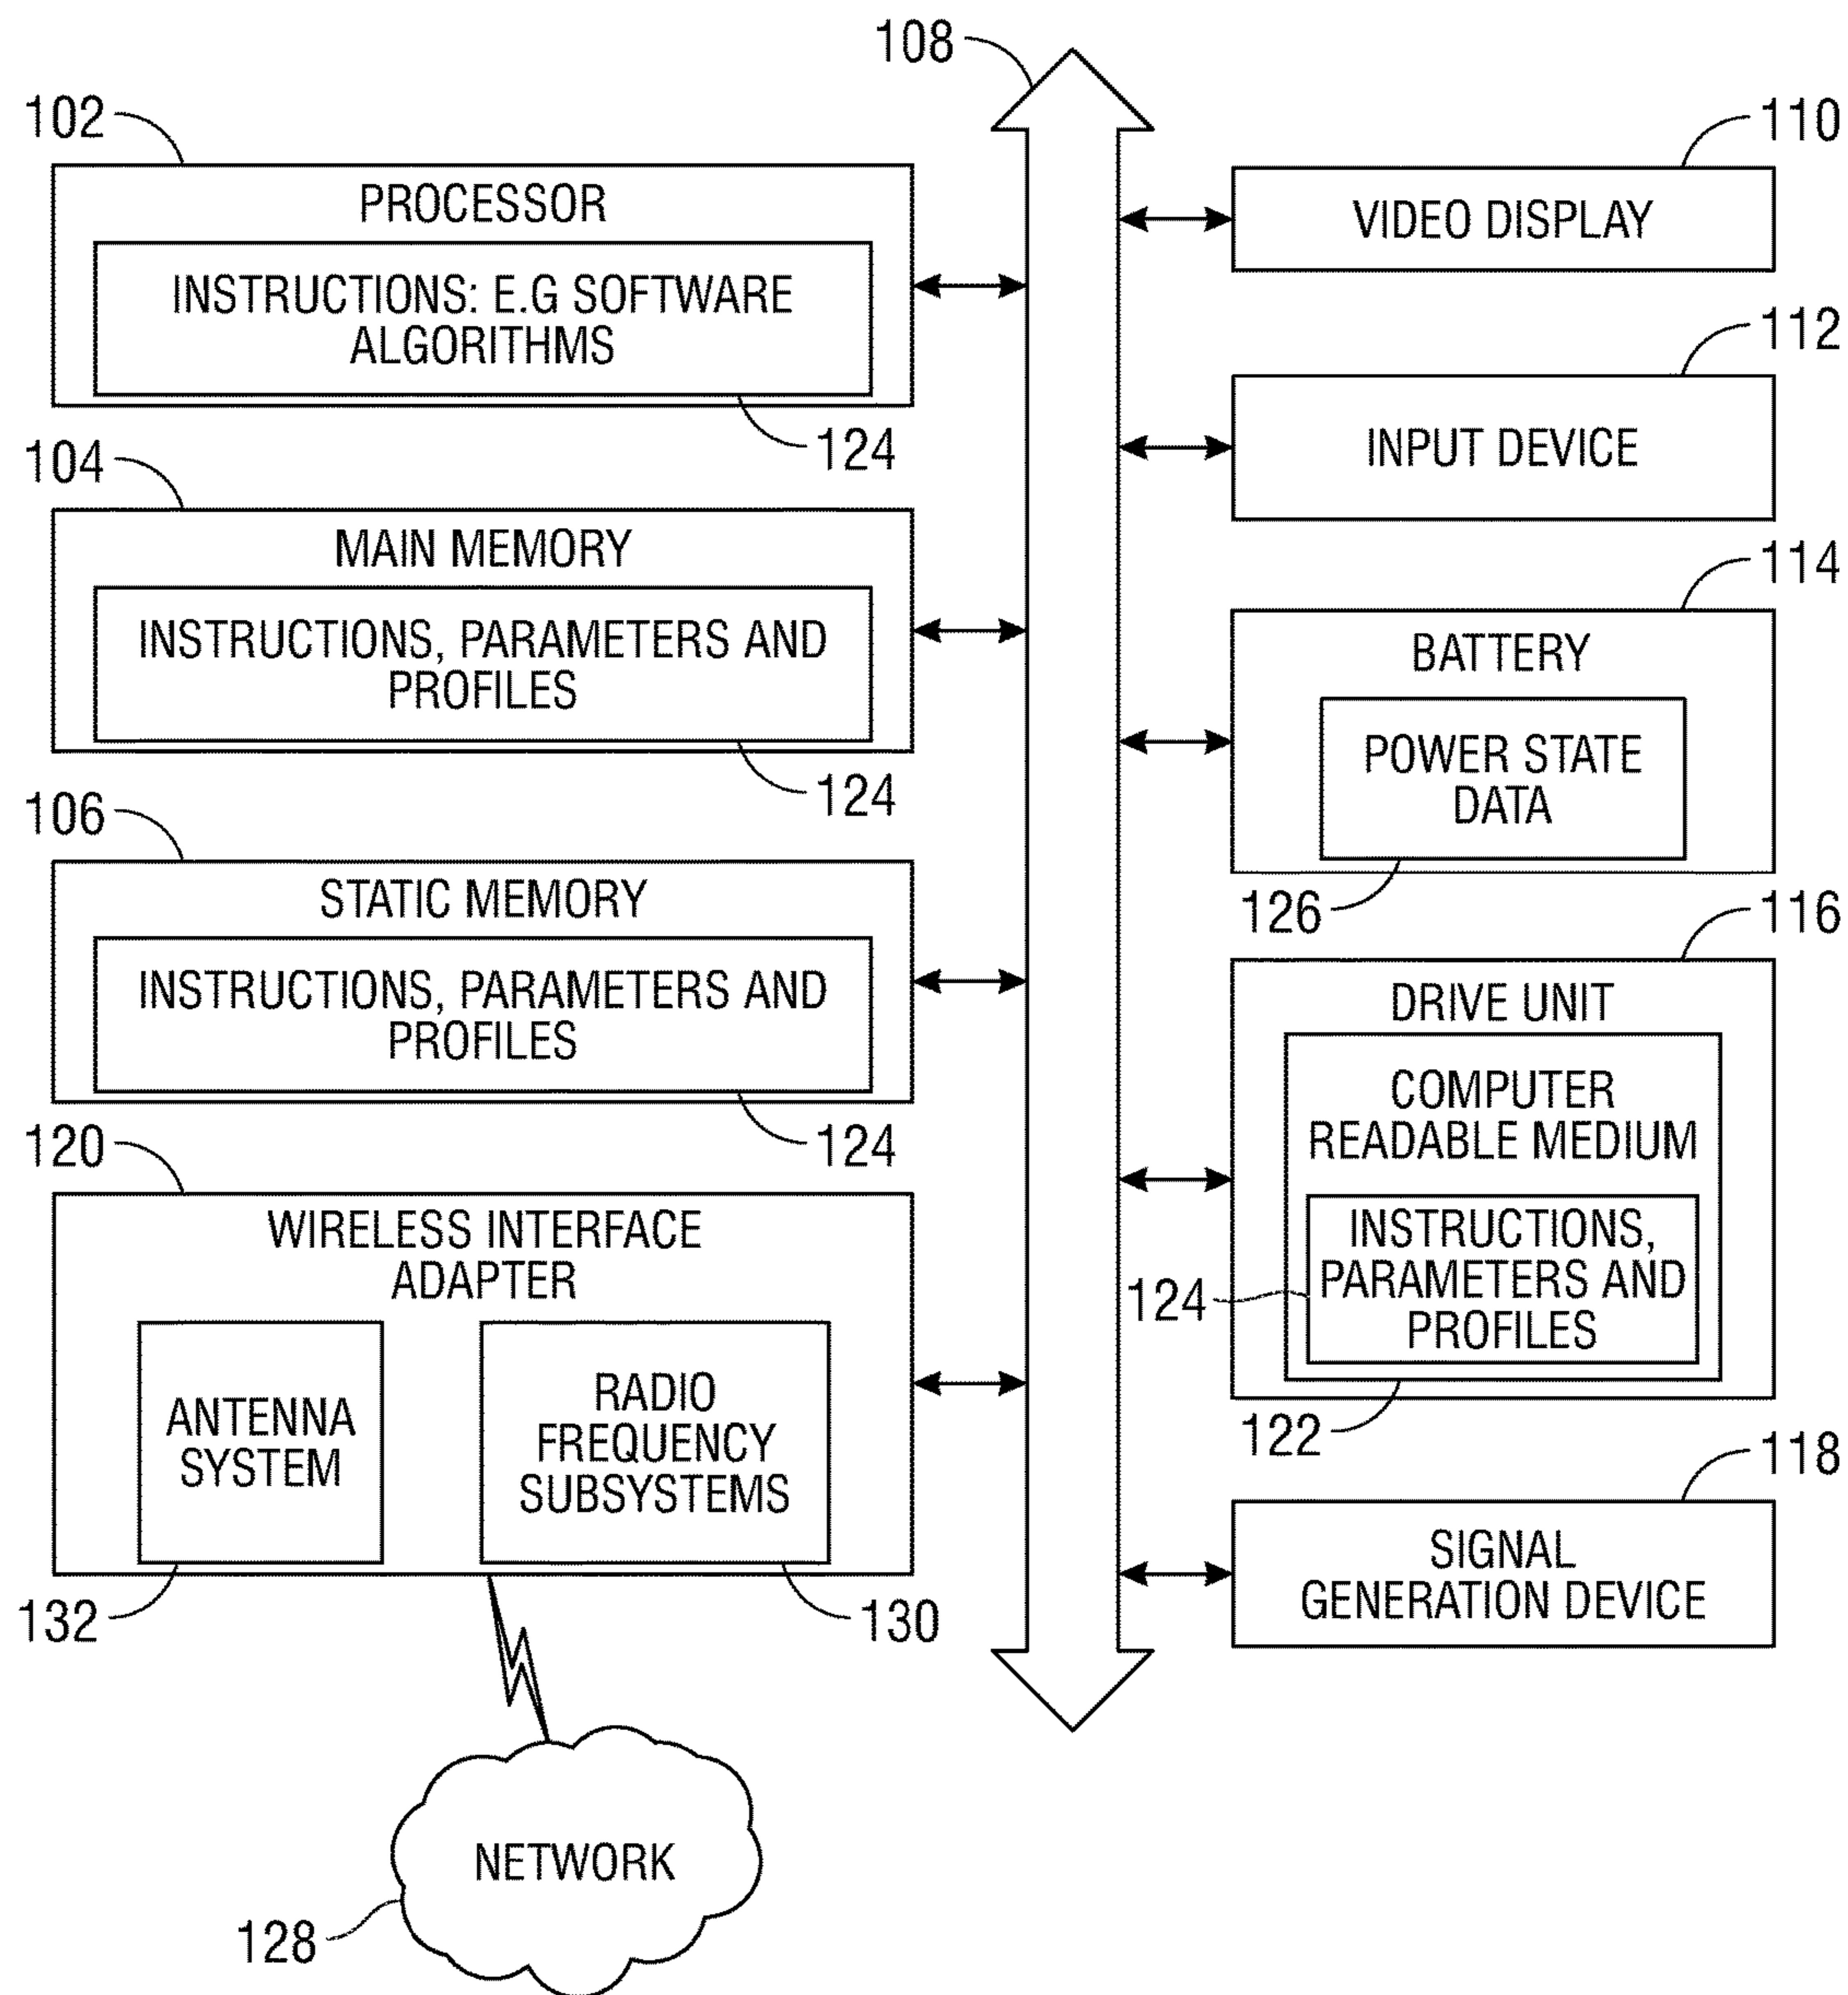 108
102
PROCESSOR
INSTRUCTIONS: E.G SOFTWARE
ALGORITHMS
124
104
MAIN MEMORY
INSTRUCTIONS, PARAMETERS AND
PROFILES
124
106
STATIC MEMORY
INSTRUCTIONS, PARAMETERS AND
PROFILES
124
120
WIRELESS INTERFACE
ADAPTER
ANTENNA
SYSTEM
RADIO
FREQUENCY
SUBSYSTEMS
132
130
NETWORK
128
110
VIDEO DISPLAY
112
INPUT DEVICE
114
BATTERY
POWER STATE
DATA
126
116
DRIVE UNIT
COMPUTER
READABLE MEDIUM
INSTRUCTIONS,
PARAMETERS AND
PROFILES
124
122
118
SIGNAL
GENERATION DEVICE